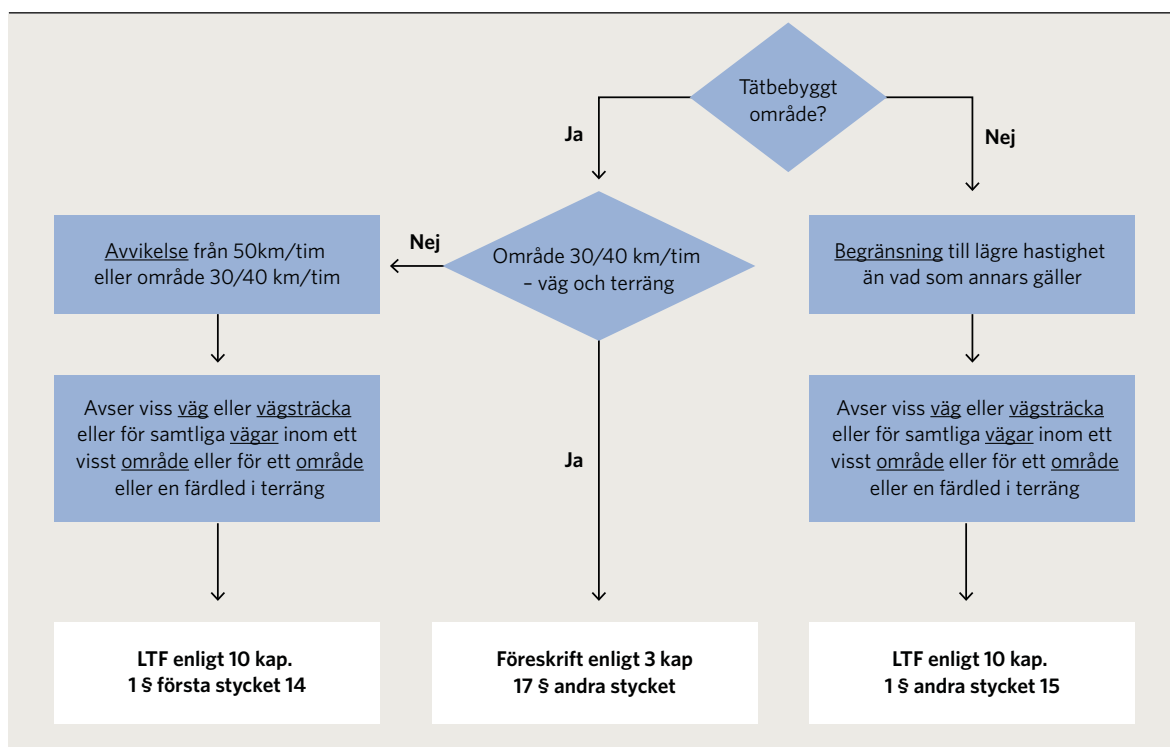 Tätbebyggt
område?
Ja
Nej
Avvikelse från 50km/tim
eller område 30/40 km/tim
Nej
Område 30/40 km/tim
– väg och terräng
Begränsning till lägre hastighet
än vad som annars gäller
Avser viss väg eller vägsträcka
eller för samtliga vägar inom ett
visst område eller för ett område
eller en färdled i terräng
Ja
Avser viss väg eller vägsträcka
eller för samtliga vägar inom ett
visst område eller för ett område
eller en färdled i terräng
LTF enligt 10 kap.
1 § första stycket 14
Föreskrift enligt 3 kap
17 § andra stycket
LTF enligt 10 kap.
1 § andra stycket 15